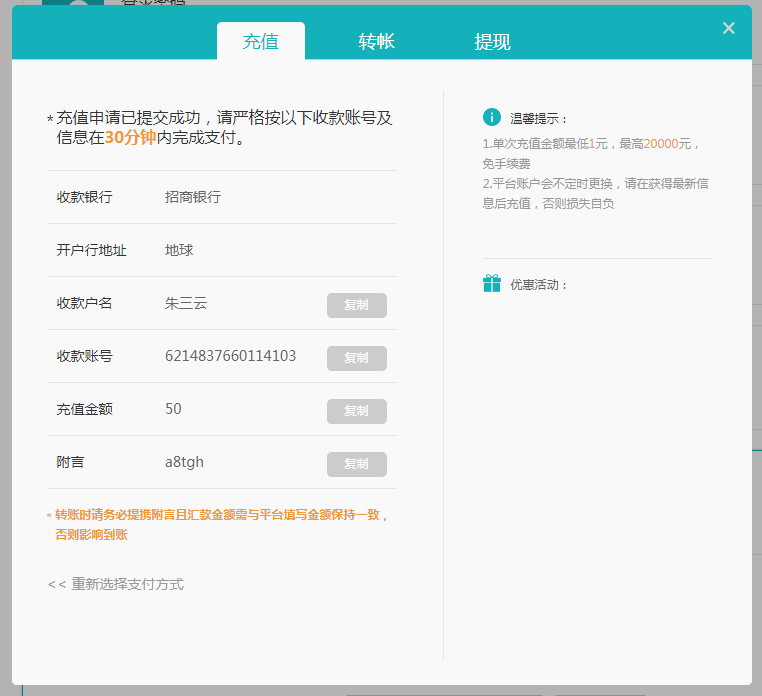 充值 转帐 提现
*充值申请已提交成功，请严格按以下收款账号及
信息在30分钟内完成支付。
收款银行 招商银行
开户行地址 地球
收款户名 朱三云 复制
收款账号 6214837660114103 复制
充值金额 50 复制
附言 a8tgh 复制
* 转账时请务必提携附言且汇款金额需与平台填写金额保持一致，
否则影响到账
<< 重新选择支付方式
温馨提示：
1.单次充值金额最低1元，最高20000元，
免手续费
2.平台账户会不定时更换，请在获得最新信
息后充值，否则损失自负
优惠活动：